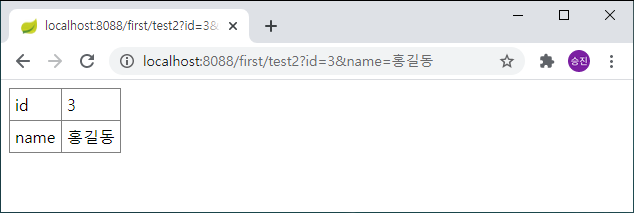 localhost:8088/first/test2?id=3&
localhost:8088/first/test2?id=3&name=홍길동
승진
id 3
name 홍길동